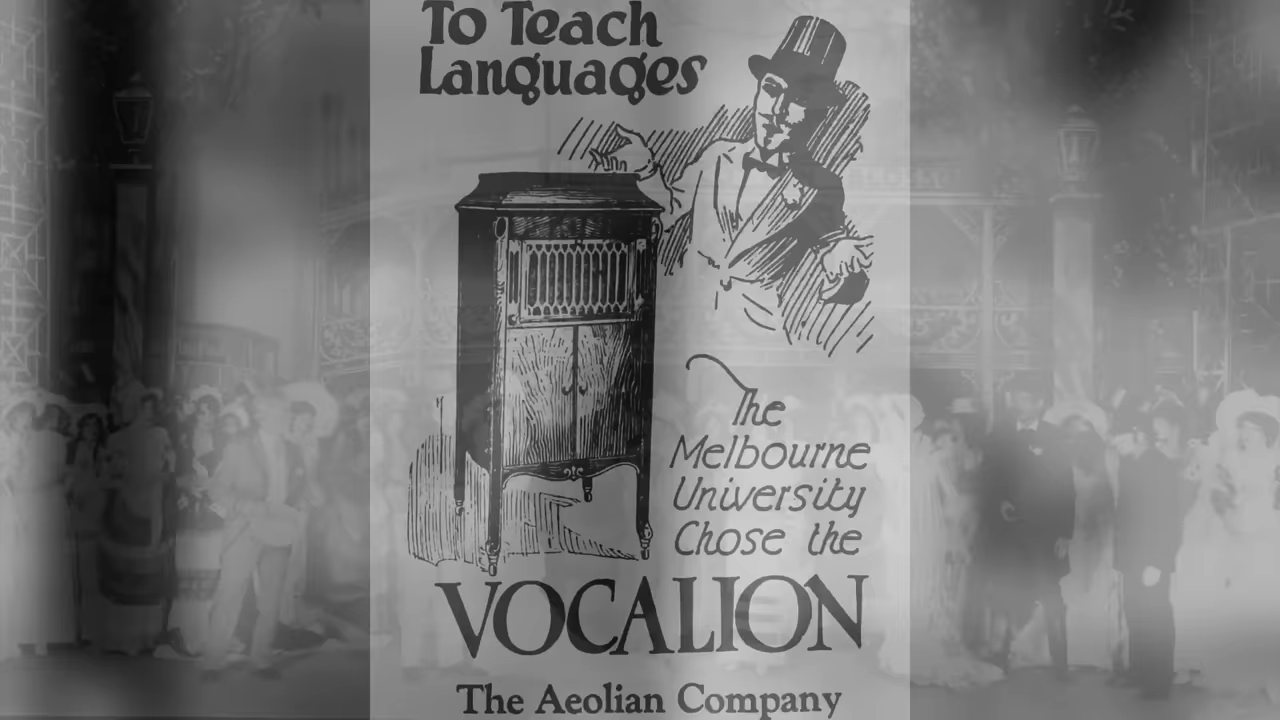 To Teach
Languages
The
Melbourne
University
Chose the
VOCALION
The Aeolian Company